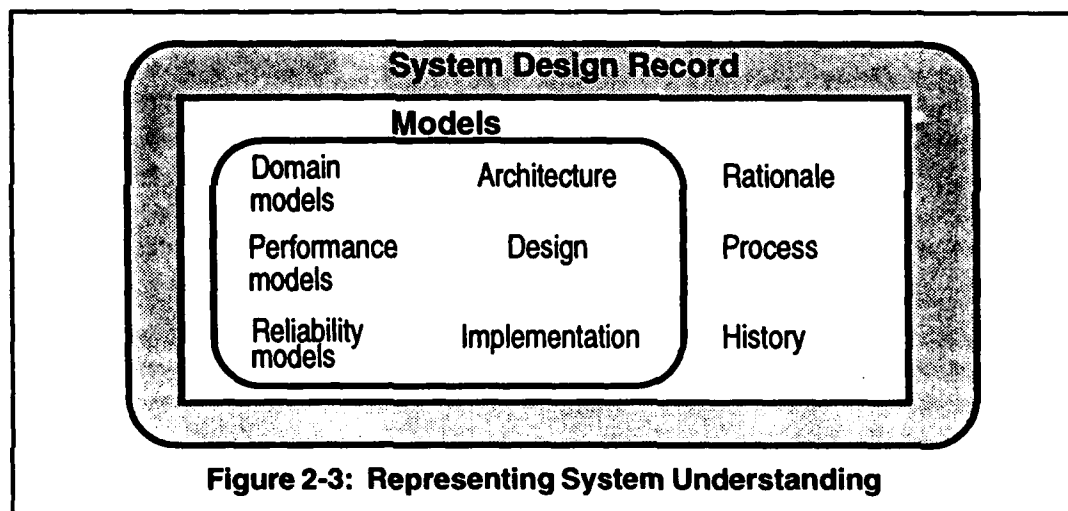 System Design Record
Models
Domain models
Architecture
Rationale
Performance models
Design
Process
Reliability models
Implementation
History
Figure 2-3: Representing System Understanding